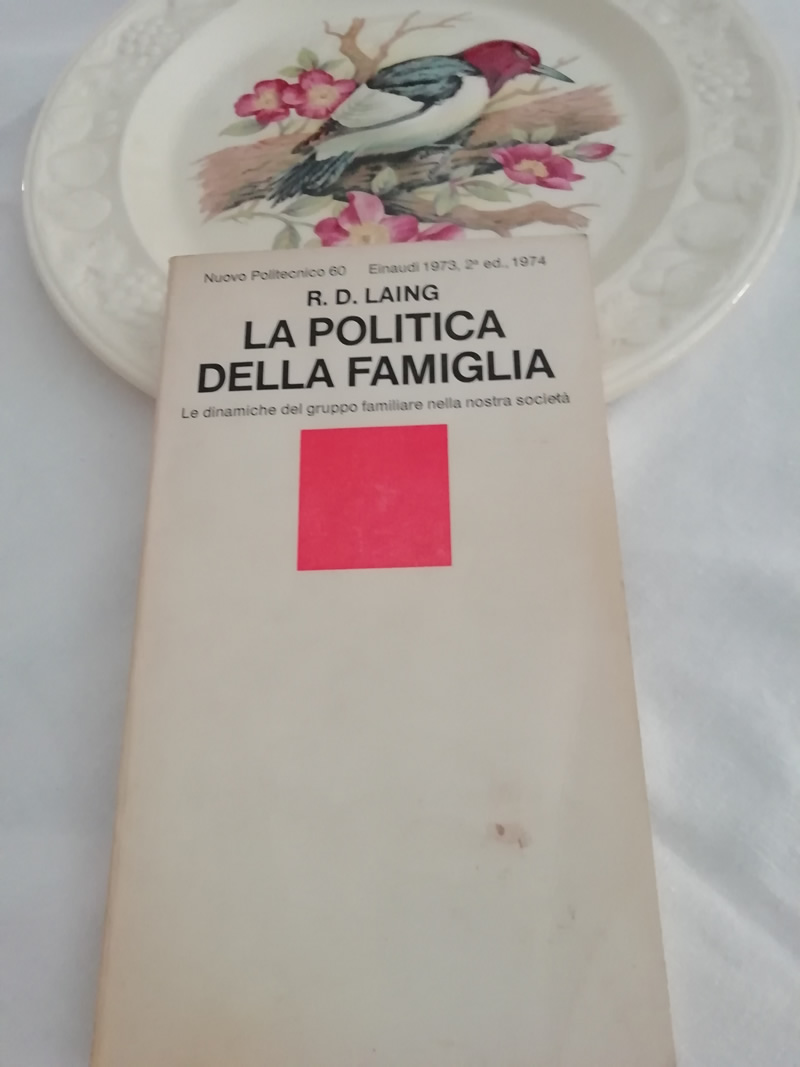 Nuovo Politecnico 60 Einaudi 1973, 2ª ed., 1974
R. D. LAING
LA POLITICA
DELLA FAMIGLIA
Le dinamiche del gruppo familiare nella nostra società